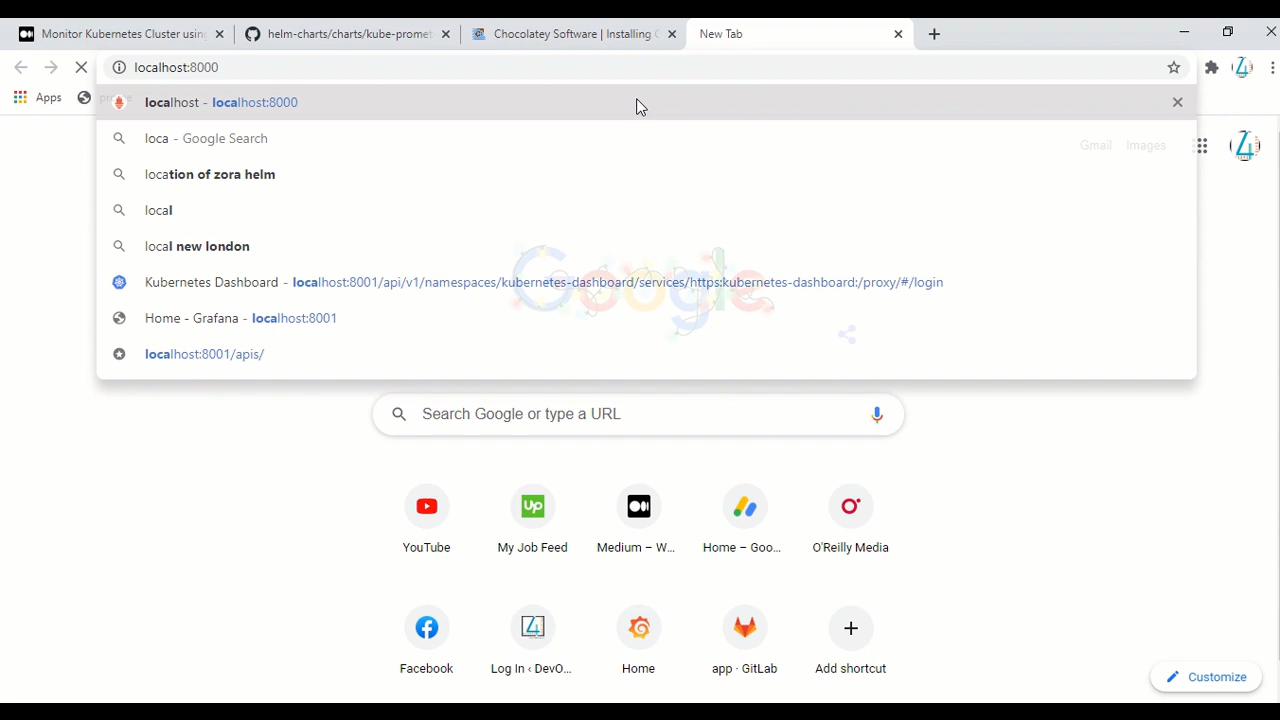 Monitor Kubernetes Cluster using
helm-charts/charts/kube-promet
Chocolatey Software | Installing C
New Tab
localhost:8000
Apps
localhost - localhost:8000
loca - Google Search
Gmail Images
location of zora helm
local
local new london
Google
Kubernetes Dashboard - localhost:8001/api/v1/namespaces/kubernetes-dashboard/services/https:kubernetes-dashboard:/proxy/#/login
Home - Grafana - localhost:8001
localhost:8001/apis/
Search Google or type a URL
YouTube
My Job Feed
Medium – W...
Home – Goo...
O'Reilly Media
Facebook
Log In ‹ DevO...
Home
app · GitLab
Add shortcut
Customize